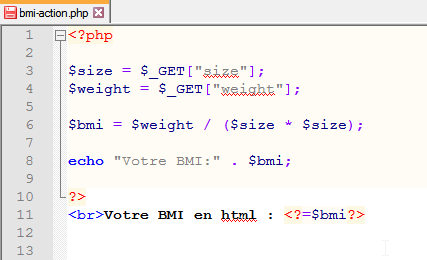 bmi-action.php
1 <?php
2
3 $size = $_GET["size"];
4 $weight = $_GET["weight"];
5
6 $bmi = $weight / ($size * $size);
7
8 echo "Votre BMI:" . $bmi;
9
10 ?>
11 <br>Votre BMI en html : <?=$bmi?>
12
13